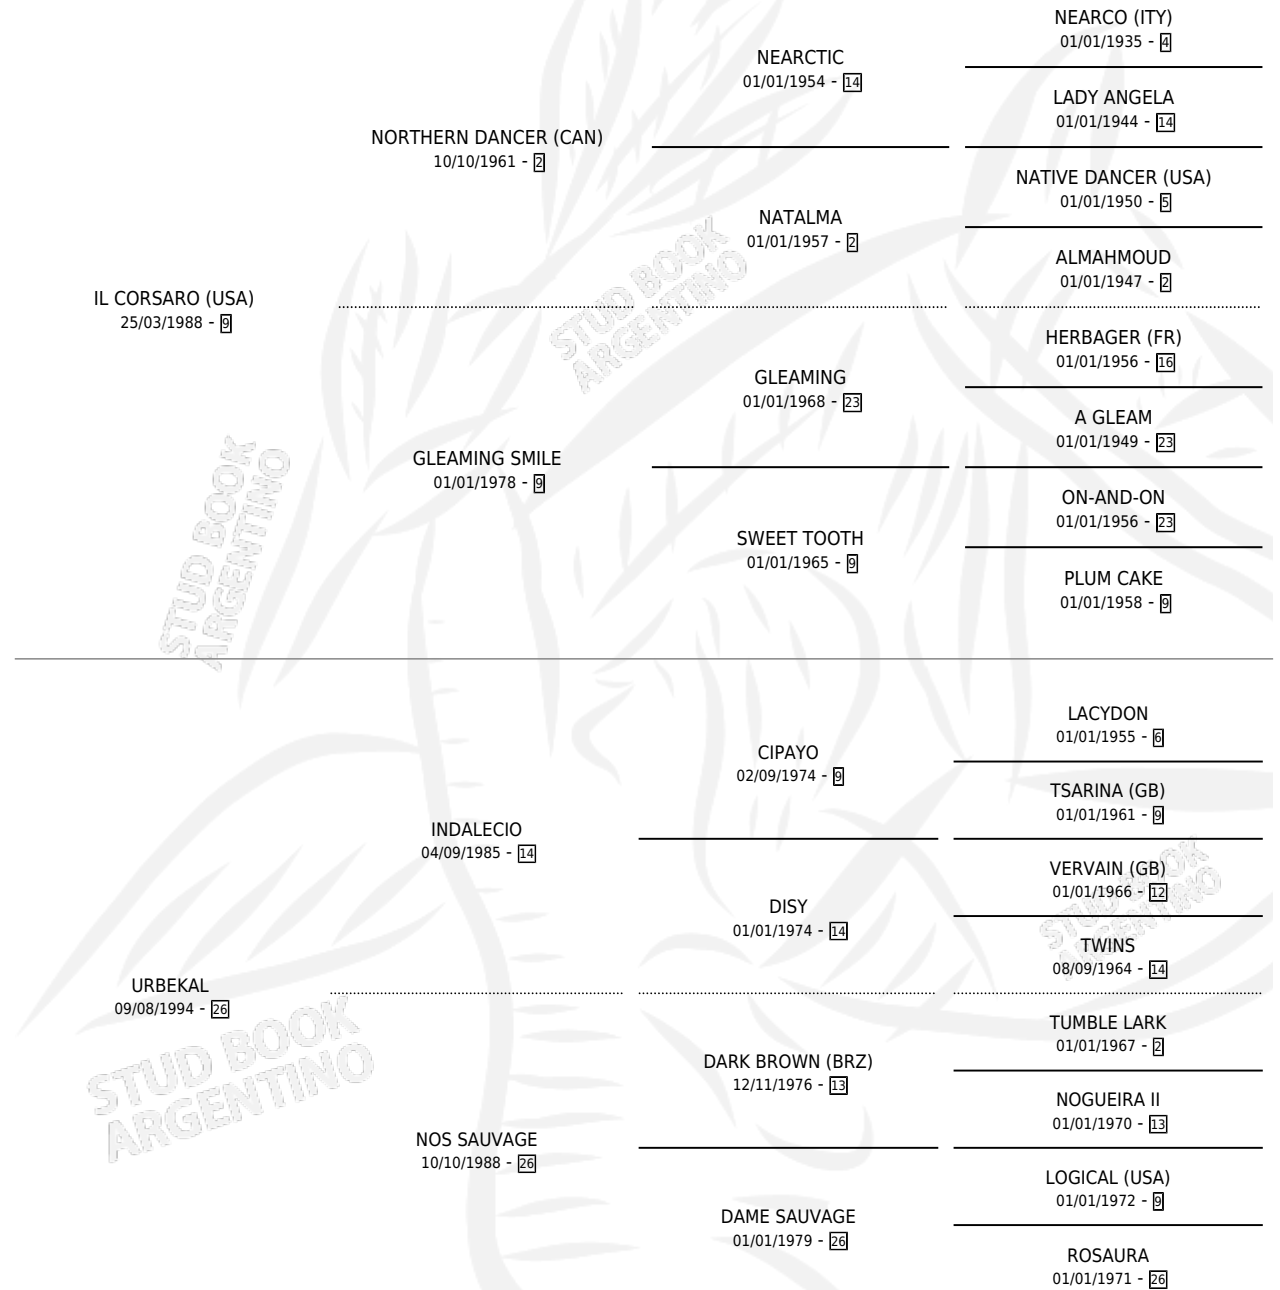 NEARCO (ITY)
01/01/1935 - 4
NEARCTIC
01/01/1954 - 14
LADY ANGELA
01/01/1944 - 14
NORTHERN DANCER (CAN)
10/10/1961 - 2
NATIVE DANCER (USA)
01/01/1950 - 5
NATALMA
01/01/1957 - 2
ALMAHMOUD
01/01/1947 - 2
IL CORSARO (USA)
25/03/1988 - 9
HERBAGER (FR)
01/01/1956 - 16
GLEAMING
01/01/1968 - 23
A GLEAM
01/01/1949 - 23
GLEAMING SMILE
01/01/1978 - 9
ON-AND-ON
01/01/1956 - 23
SWEET TOOTH
01/01/1965 - 9
PLUM CAKE
01/01/1958 - 9
LACYDON
01/01/1955 - 6
CIPAYO
02/09/1974 - 9
TSARINA (GB)
01/01/1961 - 9
INDALECIO
04/09/1985 - 14
VERVAIN (GB)
01/01/1966 - 12
DISY
01/01/1974 - 14
TWINS
08/09/1964 - 14
URBEKAL
09/08/1994 - 26
TUMBLE LARK
01/01/1967 - 2
DARK BROWN (BRZ)
12/11/1976 - 13
NOGUEIRA II
01/01/1970 - 13
NOS SAUVAGE
10/10/1988 - 26
LOGICAL (USA)
01/01/1972 - 9
DAME SAUVAGE
01/01/1979 - 26
ROSAURA
01/01/1971 - 26
STUD BOOK
ARGENTINO
STUD BOOK
ARGENTINO
STUD BOOK
ARGENTINO
STUD BOOK
ARGENTINO